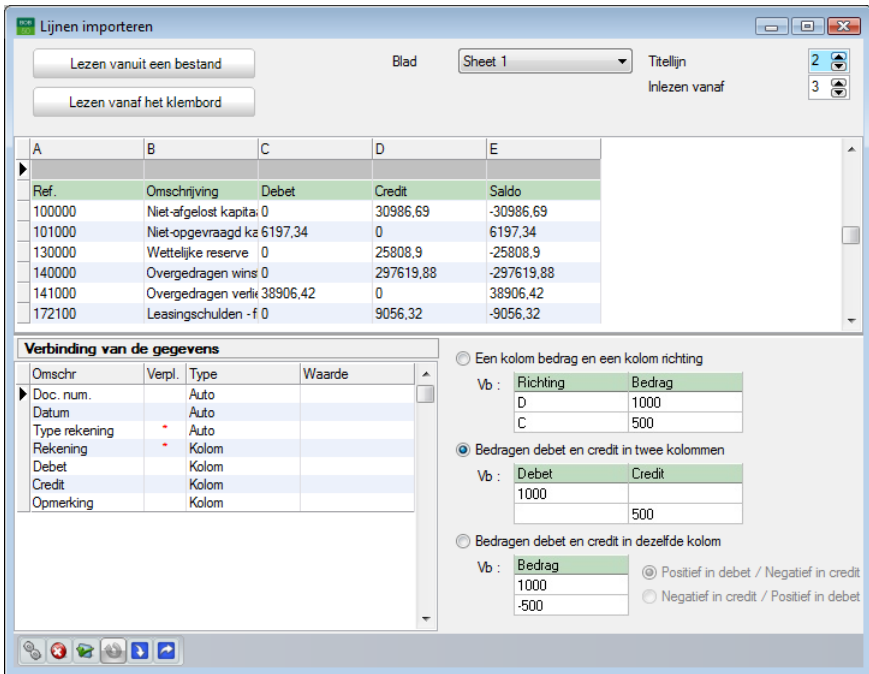 BOB 50 Lijnen importeren
Lezen vanuit een bestand Blad Sheet 1 Titellijn 2
Lezen vanaf het klembord Inlezen vanaf 3
A B C D E
Ref. Omschrijving Debet Credit Saldo
100000 Niet-afgelost kapitaa 0 30986,69 -30986,69
101000 Niet-opgevraagd ka 6197,34 0 6197,34
130000 Wettelijke reserve 0 25808,9 -25808,9
140000 Overgedragen wins 0 297619,88 -297619,88
141000 Overgedragen verlie 38906,42 0 38906,42
172100 Leasingschulden - f 0 9056,32 -9056,32
Verbinding van de gegevens
Omschr Verpl. Type Waarde
Doc. num. Auto
Datum Auto
Type rekening * Auto
Rekening * Kolom
Debet Kolom
Credit Kolom
Opmerking Kolom
Een kolom bedrag en een kolom richting
Vb : Richting Bedrag
D 1000
C 500
Bedragen debet en credit in twee kolommen
Vb : Debet Credit
1000
500
Bedragen debet en credit in dezelfde kolom
Vb : Bedrag
1000
-500
Positief in debet / Negatief in credit
Negatief in credit / Positief in debet